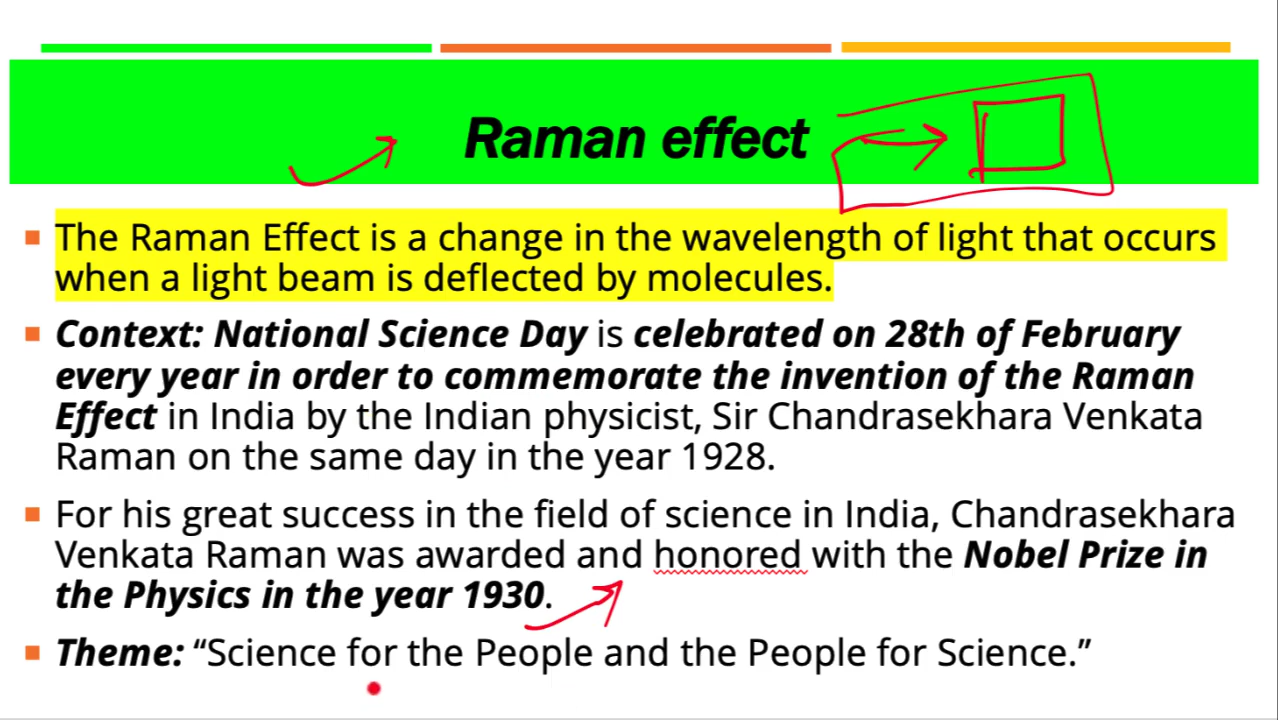 Raman effect
The Raman Effect is a change in the wavelength of light that occurs
when a light beam is deflected by molecules.
Context: National Science Day is celebrated on 28th of February
every year in order to commemorate the invention of the Raman
Effect in India by the Indian physicist, Sir Chandrasekhara Venkata
Raman on the same day in the year 1928.
For his great success in the field of science in India, Chandrasekhara
Venkata Raman was awarded and honored with the Nobel Prize in
the Physics in the year 1930.
Theme: “Science for the People and the People for Science.”